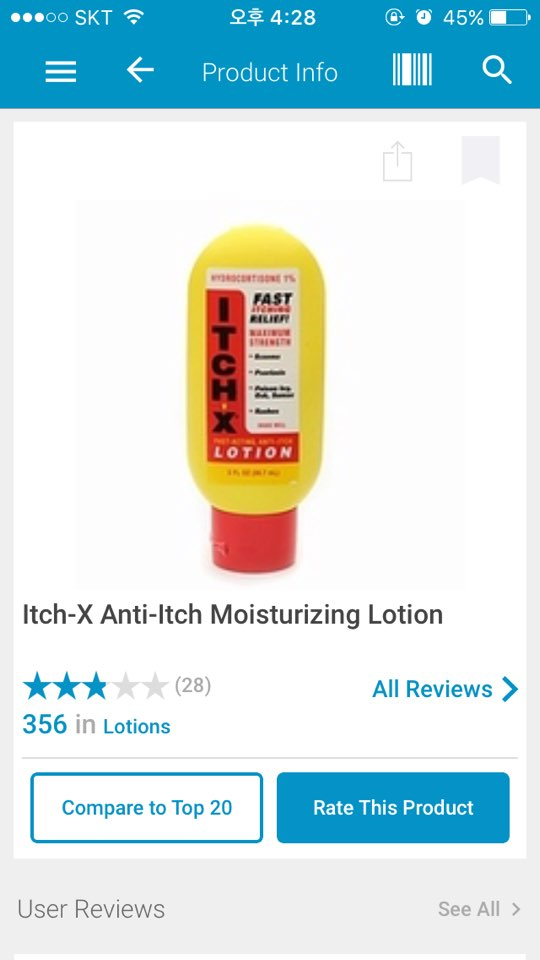 SKT
오후 4:28
45%
Product Info
HYDROCORTISONE 1%
ITCH-X
FAST
ITCHING
RELIEF!
MAXIMUM
STRENGTH
• Eczema
• Psoriasis
• Poison Ivy,
Oak, Sumac
• Rashes
SHAKE WELL
FAST-ACTING, ANTI-ITCH
LOTION
Itch-X Anti-Itch Moisturizing Lotion
(28)
All Reviews
356 in Lotions
Compare to Top 20
Rate This Product
User Reviews
See All